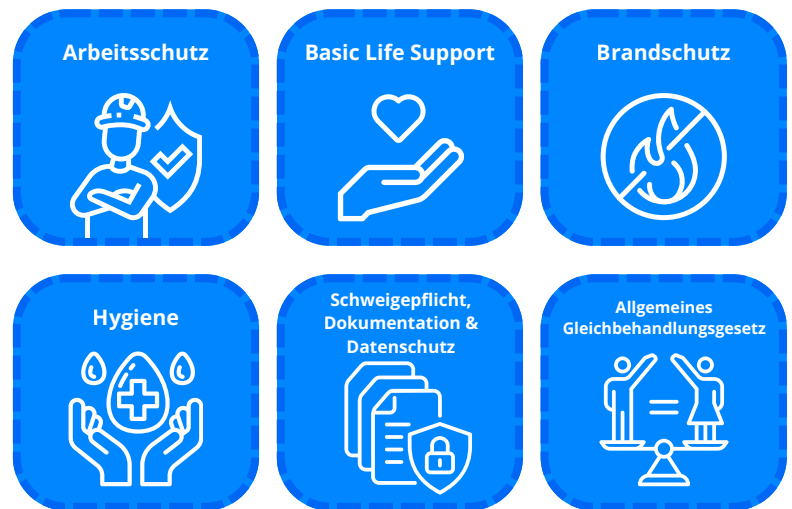 Arbeitsschutz
Basic Life Support
Brandschutz
Hygiene
Schweigepflicht,
Dokumentation &
Datenschutz
Allgemeines
Gleichbehandlungsgesetz